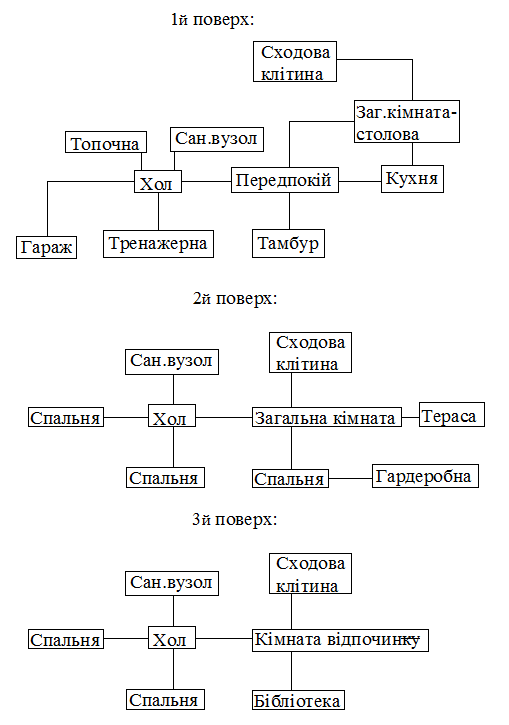 1й поверх:
Сходова
клітина
Заг.кімната-
столова
Топочна
Сан.вузол
Хол
Передпокій
Кухня
Гараж
Тренажерна
Тамбур
2й поверх:
Сходова
клітина
Сан.вузол
Спальня
Хол
Загальна кімната
Тераса
Спальня
Спальня
Гардеробна
3й поверх:
Сходова
клітина
Сан.вузол
Спальня
Хол
Кімната відпочинку
Спальня
Бібліотека